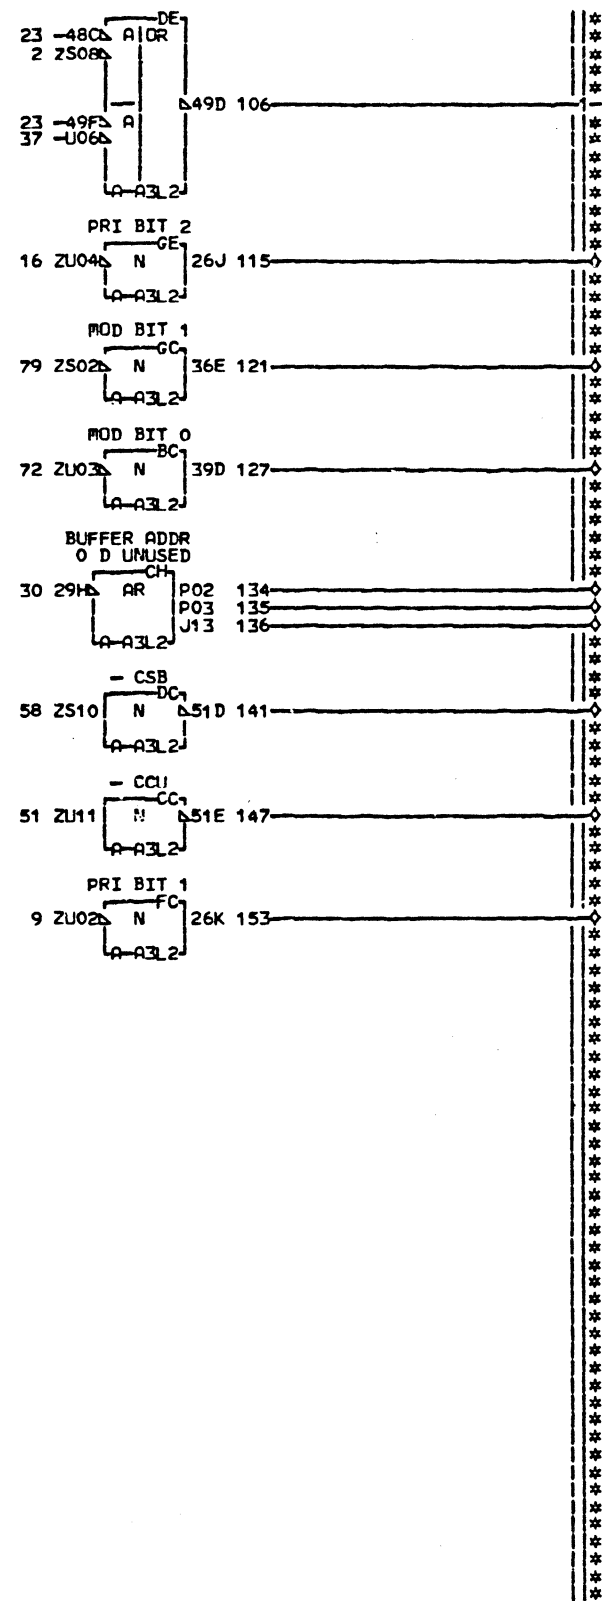 DE
23 -48C A OR
2 ZS08
49D 106 1
23 -49F A
37 -U06
A-A3L2
PRI BIT 2
GE
16 ZU04 N 26J 115
A-A3L2
MOD BIT 1
GC
79 ZS02 N 36E 121
A-A3L2
MOD BIT 0
BC
72 ZU03 N 39D 127
A-A3L2
BUFFER ADDR
0 D UNUSED
CH
30 29H AR P02 134
P03 135
J13 136
A-A3L2
- CSB
DC
58 ZS10 N 51D 141
A-A3L2
- CCU
CC
51 ZU11 N 51E 147
A-A3L2
PRI BIT 1
FC
9 ZU02 N 26K 153
A-A3L2